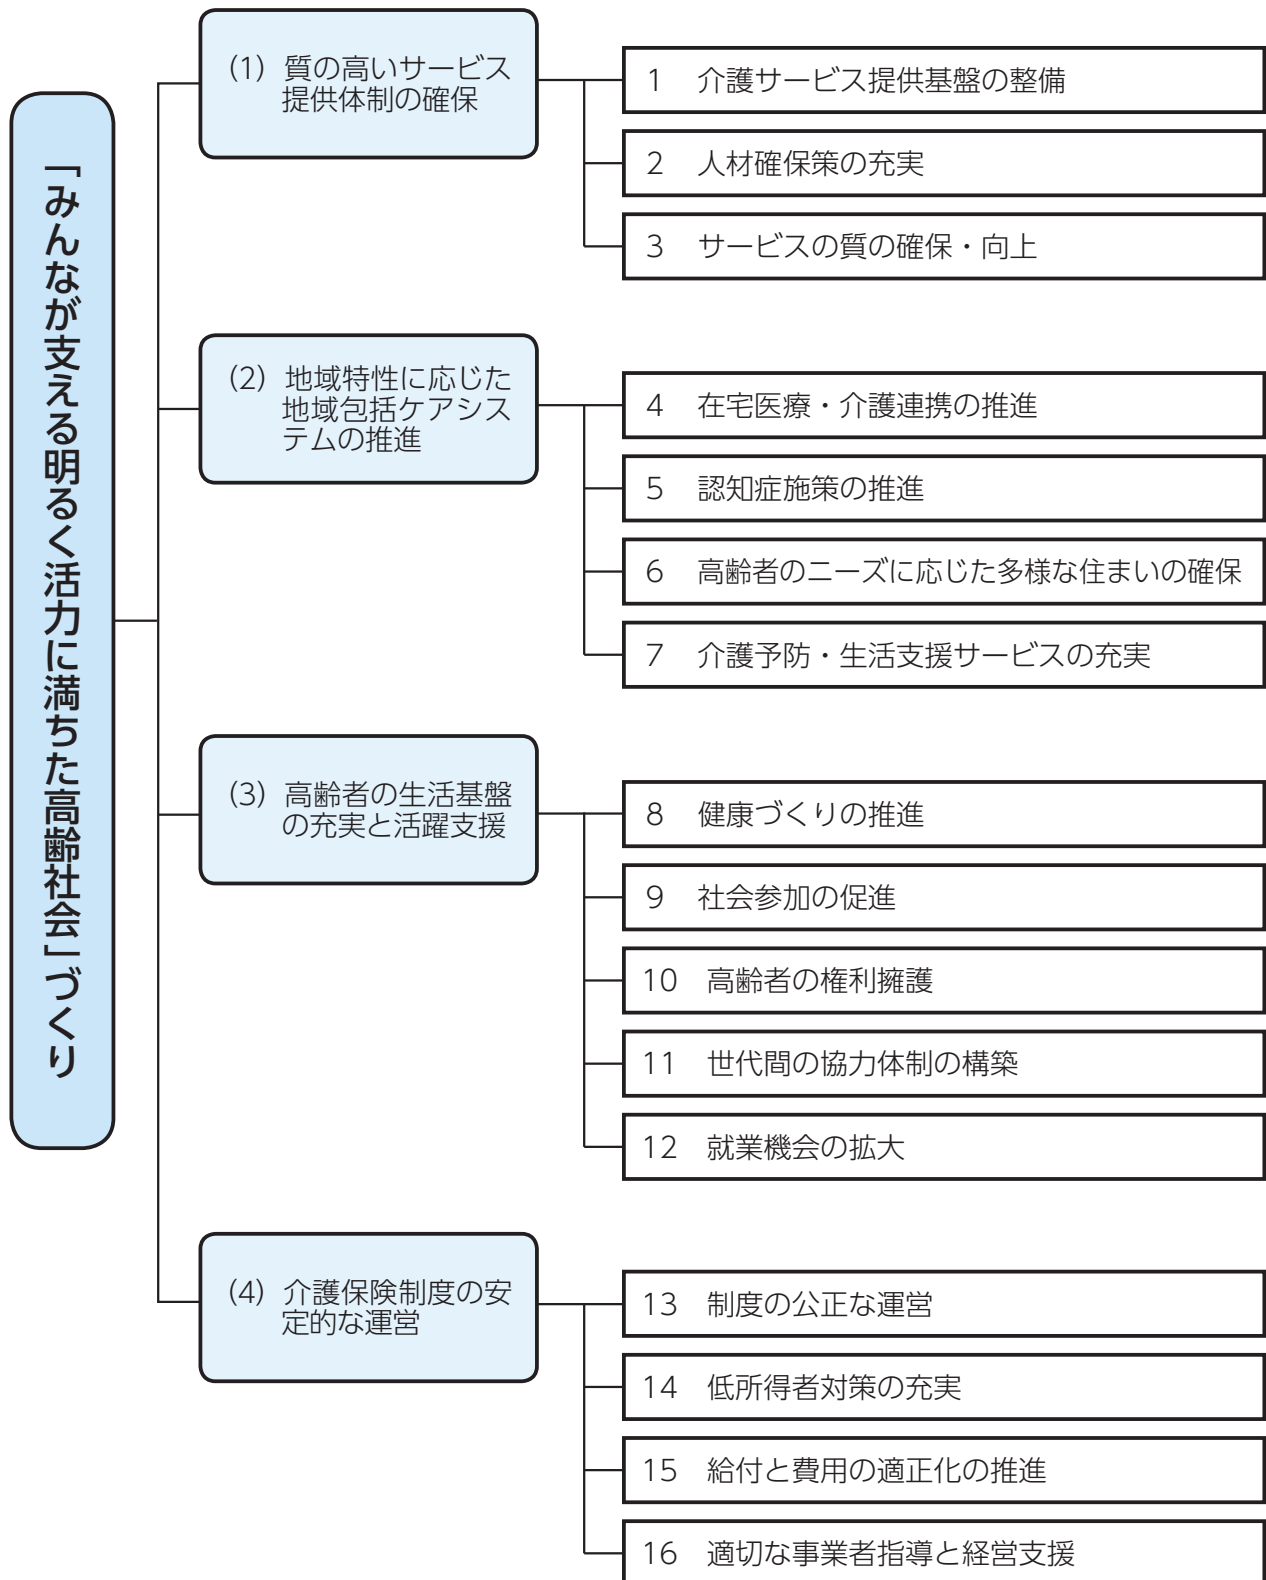 「みんなが支える明るく活力に満ちた高齢社会」づくり
(1) 質の高いサービス
提供体制の確保
1 介護サービス提供基盤の整備
2 人材確保策の充実
3 サービスの質の確保・向上
(2) 地域特性に応じた
地域包括ケアシス
テムの推進
4 在宅医療・介護連携の推進
5 認知症施策の推進
6 高齢者のニーズに応じた多様な住まいの確保
7 介護予防・生活支援サービスの充実
(3) 高齢者の生活基盤
の充実と活躍支援
8 健康づくりの推進
9 社会参加の促進
10 高齢者の権利擁護
11 世代間の協力体制の構築
12 就業機会の拡大
(4) 介護保険制度の安
定的な運営
13 制度の公正な運営
14 低所得者対策の充実
15 給付と費用の適正化の推進
16 適切な事業者指導と経営支援